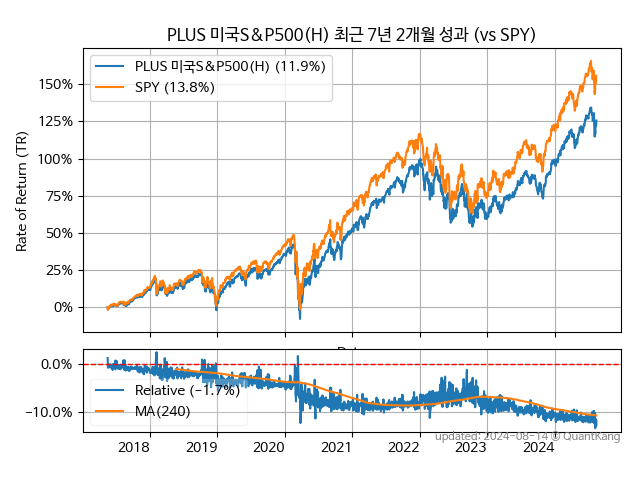 PLUS 미국S&P500(H) 최근 7년 2개월 성과 (vs SPY)
PLUS 미국S&P500(H) (11.9%)
SPY (13.8%)
Rate of Return (TR)
150%
125%
100%
75%
50%
25%
0%
0.0%
−10.0%
Relative (−1.7%)
MA(240)
updated: 2024-08-14 © QuantKang
2018 2019 2020 2021 2022 2023 2024